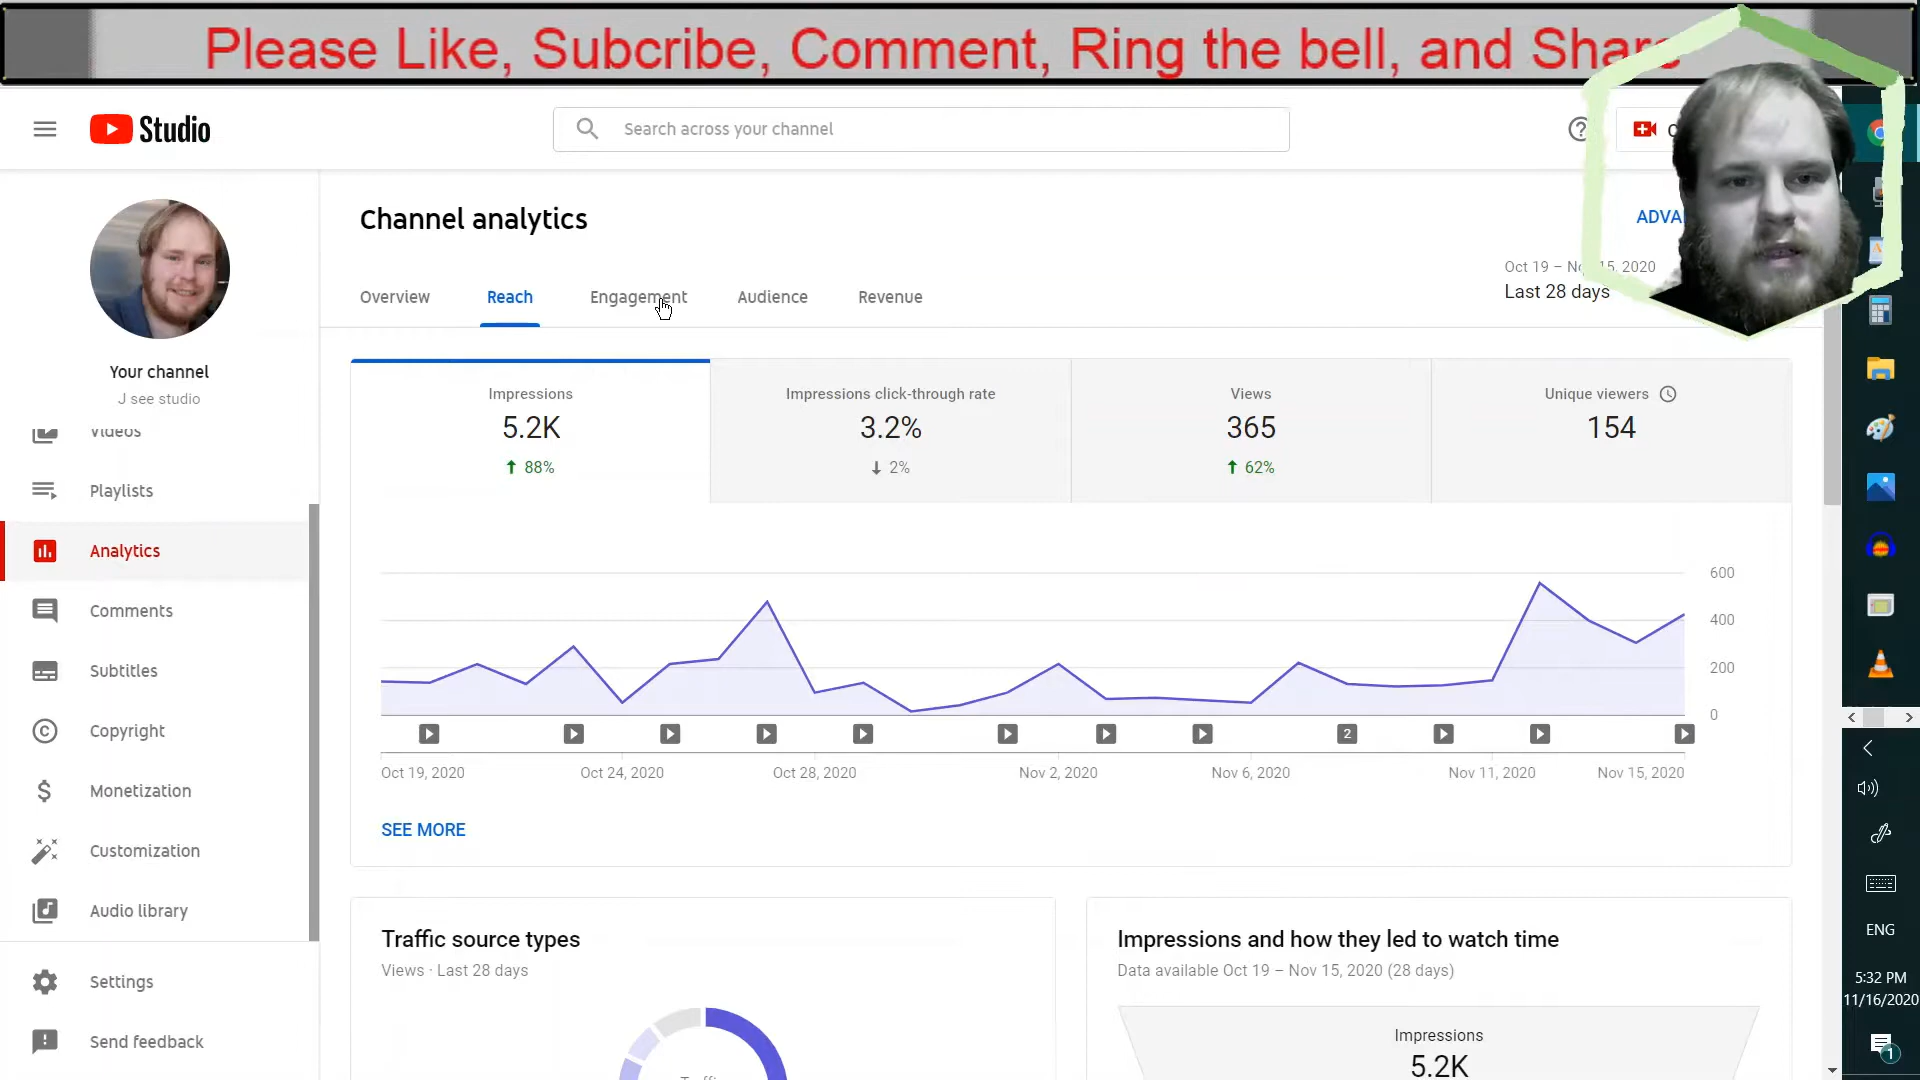 Please Like, Subcribe, Comment, Ring the bell, and Share
Studio
Search across your channel
Channel analytics
Your channel
J see studio
Videos
Playlists
Analytics
Comments
Subtitles
Copyright
Monetization
Customization
Audio library
Settings
Send feedback
Overview
Reach
Engagement
Audience
Revenue
Oct 19 – Nov 15, 2020
Last 28 days
Impressions
5.2K
88%
Impressions click-through rate
3.2%
2%
Views
365
62%
Unique viewers
154
600
400
200
0
2
Oct 19, 2020
Oct 24, 2020
Oct 28, 2020
Nov 2, 2020
Nov 6, 2020
Nov 11, 2020
Nov 15, 2020
SEE MORE
Traffic source types
Views · Last 28 days
Impressions and how they led to watch time
Data available Oct 19 – Nov 15, 2020 (28 days)
Impressions
5.2K
ENG
5:32 PM
11/16/2020
1